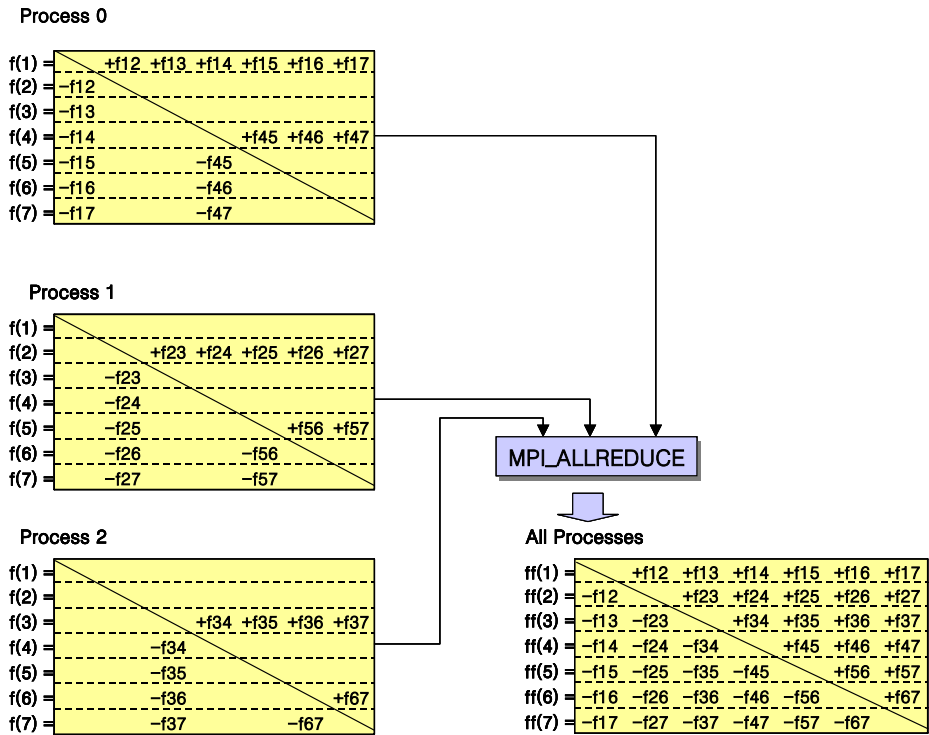 Process 0
f(1) = +f12 +f13 +f14 +f15 +f16 +f17
f(2) = −f12
f(3) = −f13
f(4) = −f14 +f45 +f46 +f47
f(5) = −f15 −f45
f(6) = −f16 −f46
f(7) = −f17 −f47
Process 1
f(1) =
f(2) = +f23 +f24 +f25 +f26 +f27
f(3) = −f23
f(4) = −f24
f(5) = −f25 +f56 +f57
f(6) = −f26 −f56
f(7) = −f27 −f57
MPI_ALLREDUCE
Process 2
f(1) =
f(2) =
f(3) = +f34 +f35 +f36 +f37
f(4) = −f34
f(5) = −f35
f(6) = −f36 +f67
f(7) = −f37 −f67
All Processes
ff(1) = +f12 +f13 +f14 +f15 +f16 +f17
ff(2) = −f12 +f23 +f24 +f25 +f26 +f27
ff(3) = −f13 −f23 +f34 +f35 +f36 +f37
ff(4) = −f14 −f24 −f34 +f45 +f46 +f47
ff(5) = −f15 −f25 −f35 −f45 +f56 +f57
ff(6) = −f16 −f26 −f36 −f46 −f56 +f67
ff(7) = −f17 −f27 −f37 −f47 −f57 −f67